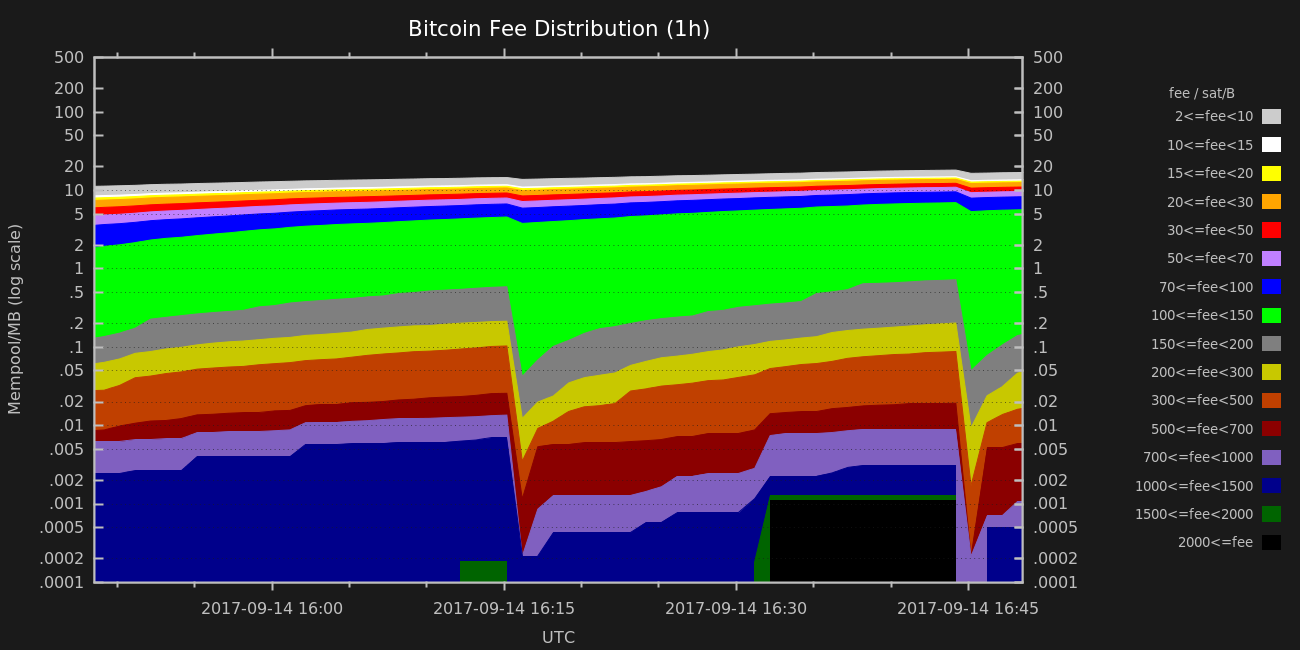 Bitcoin Fee Distribution (1h)
500 500
200 200
100 100
50 50
20 20
10 10
5 5
2 2
1 1
.5 .5
.2 .2
.1 .1
.05 .05
.02 .02
.01 .01
.005 .005
.002 .002
.001 .001
.0005 .0005
.0002 .0002
.0001 .0001
Mempool/MB (log scale)
2017-09-14 16:00 2017-09-14 16:15 2017-09-14 16:30 2017-09-14 16:45
UTC
fee / sat/B
2<=fee<10
10<=fee<15
15<=fee<20
20<=fee<30
30<=fee<50
50<=fee<70
70<=fee<100
100<=fee<150
150<=fee<200
200<=fee<300
300<=fee<500
500<=fee<700
700<=fee<1000
1000<=fee<1500
1500<=fee<2000
2000<=fee